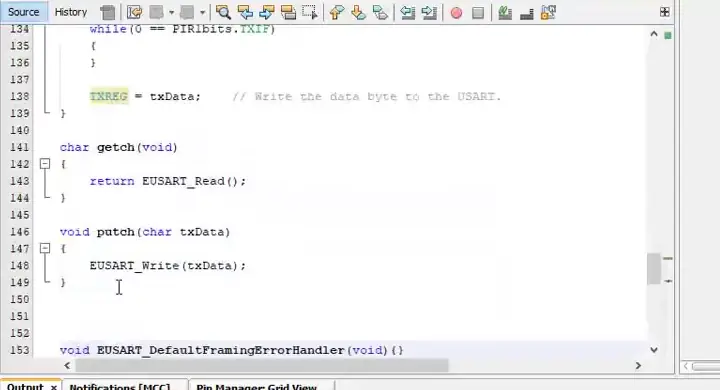 Source History
134 while(0 == PIR1bits.TXIF)
135 {
136 }
137
138 TXREG = txData; // Write the data byte to the USART.
139 }
140
141 char getch(void)
142 {
143 return EUSART_Read();
144 }
145
146 void putch(char txData)
147 {
148 EUSART_Write(txData);
149 }
150
151
152
153 void EUSART_DefaultFramingErrorHandler(void){}
Output × Notifications [MCC] Pin Manager: Grid View